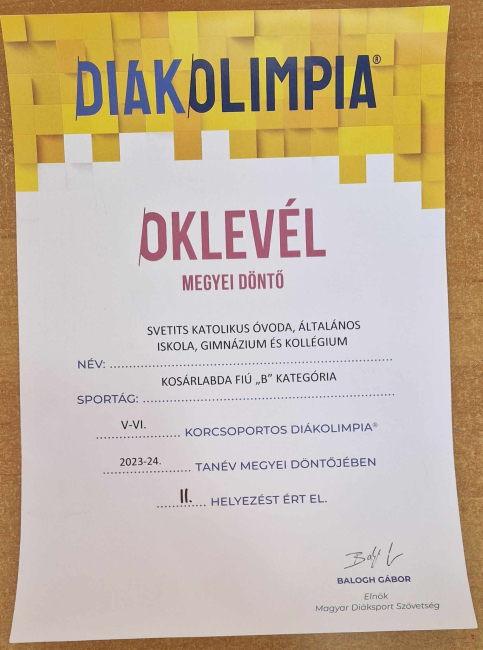 DIÁKOLIMPIA®
OKLEVÉL
MEGYEI DÖNTŐ
SVETITS KATOLIKUS ÓVODA, ÁLTALÁNOS
ISKOLA, GIMNÁZIUM ÉS KOLLÉGIUM
NÉV:
KOSÁRLABDA FIÚ „B” KATEGÓRIA
SPORTÁG:
V-VI. KORCSOPORTOS DIÁKOLIMPIA®
2023-24. TANÉV MEGYEI DÖNTŐJÉBEN
II. HELYEZÉST ÉRT EL.
BALOGH GÁBOR
Elnök
Magyar Diáksport Szövetség